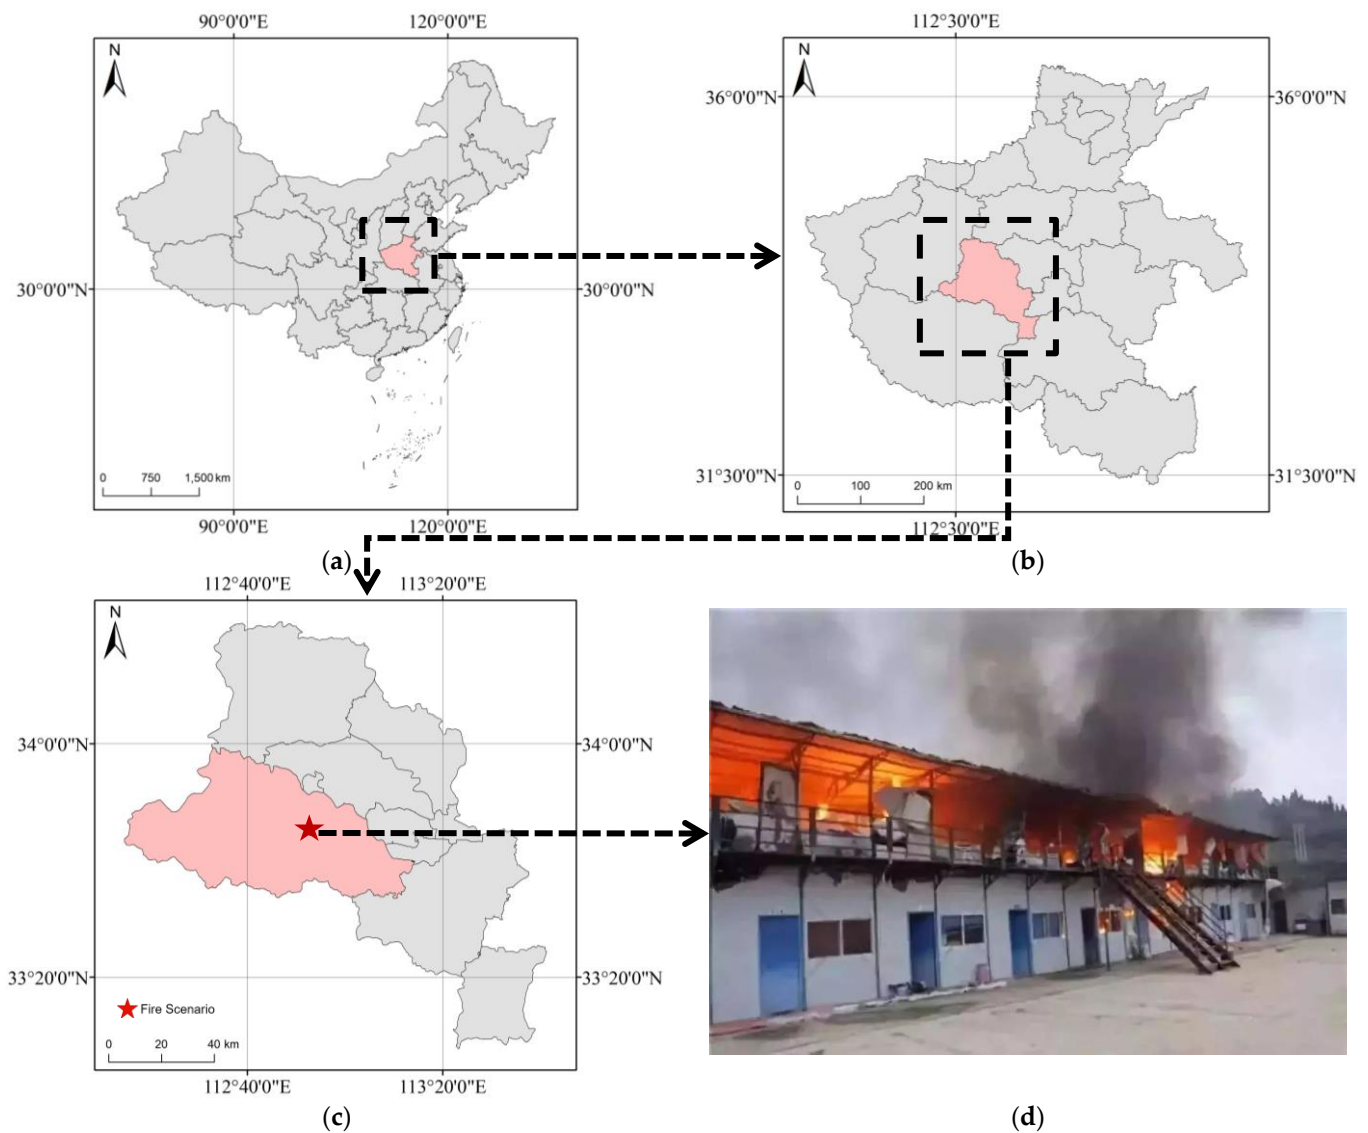 90°0'0"E 120°0'0"E
N
30°0'0"N 30°0'0"N
0 750 1,500 km
90°0'0"E 120°0'0"E
(a)
112°30'0"E
N
36°0'0"N 36°0'0"N
31°30'0"N 31°30'0"N
0 100 200 km
112°30'0"E
(b)
112°40'0"E 113°20'0"E
N
34°0'0"N 34°0'0"N
33°20'0"N 33°20'0"N
Fire Scenario
0 20 40 km
112°40'0"E 113°20'0"E
(c)
(d)